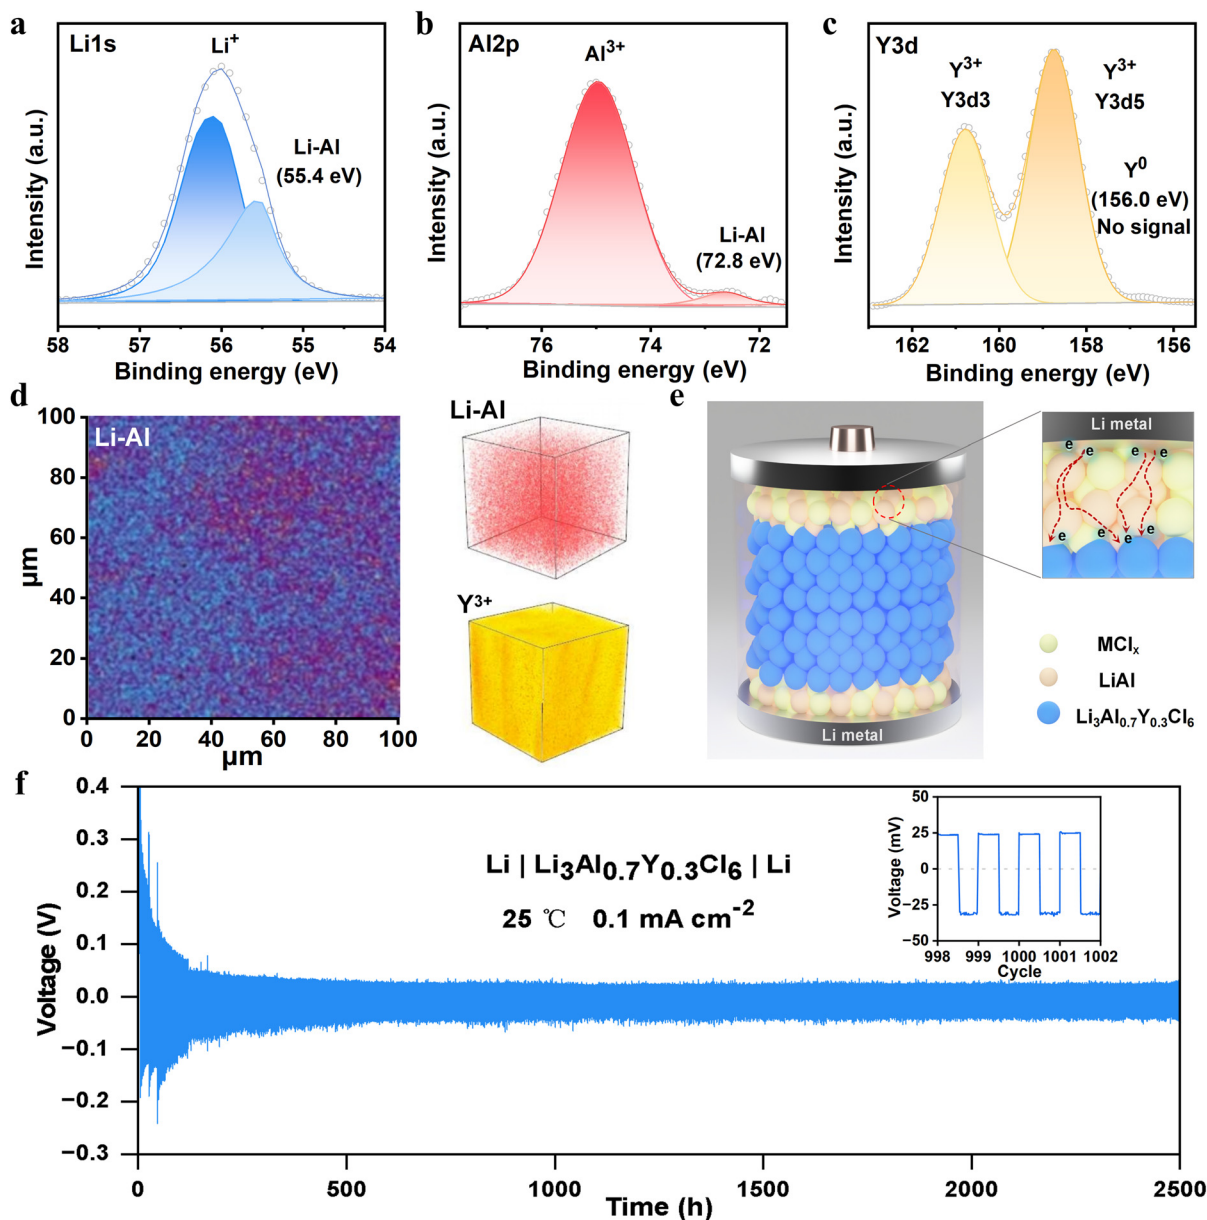 a
Li1s
Li⁺
Li-Al
(55.4 eV)
Intensity (a.u.)
58 57 56 55 54
Binding energy (eV)
b
Al2p
Al³⁺
Li-Al
(72.8 eV)
Intensity (a.u.)
76 74 72
Binding energy (eV)
c
Y3d
Y³⁺
Y3d3
Y³⁺
Y3d5
Y⁰
(156.0 eV)
No signal
Intensity (a.u.)
162 160 158 156
Binding energy (eV)
d
Li-Al
100
80
60
40
20
0
μm
0 20 40 60 80 100
μm
Li-Al
Y³⁺
e
Li metal
e e e e
e e e
Li metal
MClₓ
LiAl
Li₃Al₀.₇Y₀.₃Cl₆
f
0.4
0.3
0.2
0.1
0.0
−0.1
−0.2
−0.3
Voltage (V)
Li | Li₃Al₀.₇Y₀.₃Cl₆ | Li
25 ℃ 0.1 mA cm⁻²
50
25
0
−25
−50
Voltage (mV)
998 999 1000 1001 1002
Cycle
0 500 1000 1500 2000 2500
Time (h)